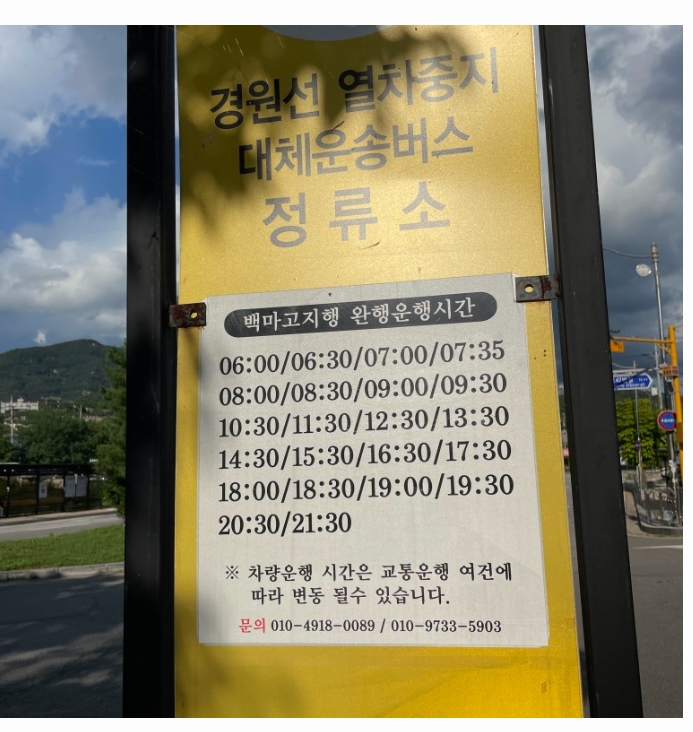 경원선 열차중지
대체운송버스
정류소
백마고지행 완행운행시간
06:00/06:30/07:00/07:35
08:00/08:30/09:00/09:30
10:30/11:30/12:30/13:30
14:30/15:30/16:30/17:30
18:00/18:30/19:00/19:30
20:30/21:30
※ 차량운행 시간은 교통운행 여건에
따라 변동 될수 있습니다.
문의 010-4918-0089 / 010-9733-5903